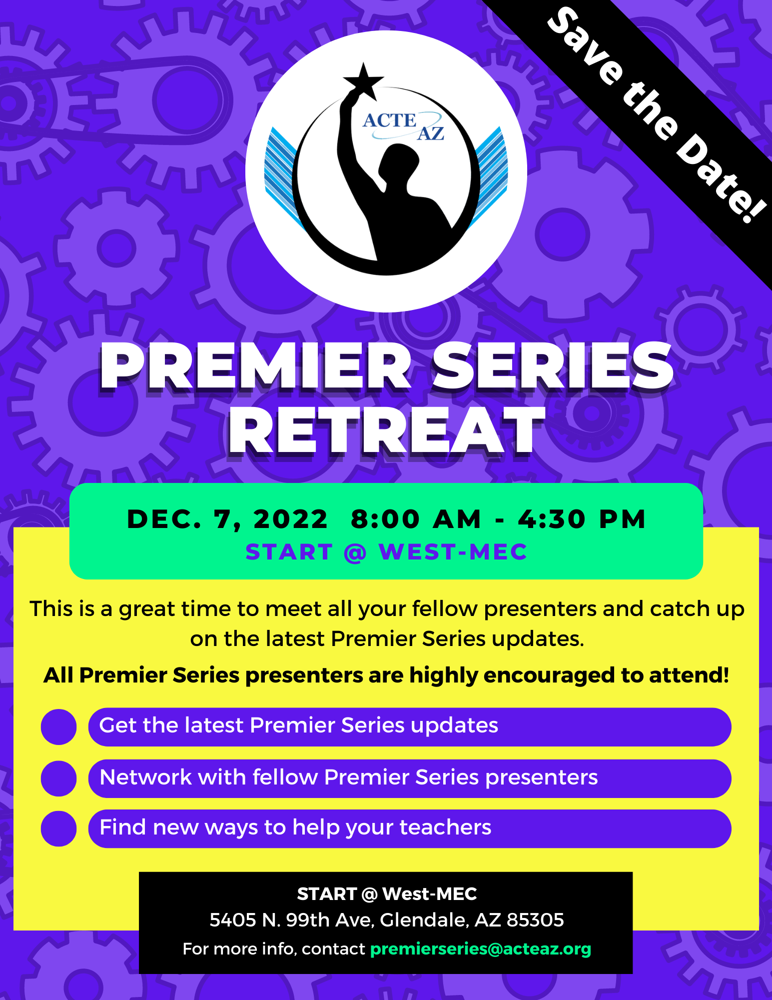 Save the Date!
ACTE
AZ
PREMIER SERIES
RETREAT
DEC. 7, 2022  8:00 AM - 4:30 PM
START @ WEST-MEC
This is a great time to meet all your fellow presenters and catch up
on the latest Premier Series updates.
All Premier Series presenters are highly encouraged to attend!
Get the latest Premier Series updates
Network with fellow Premier Series presenters
Find new ways to help your teachers
START @ West-MEC
5405 N. 99th Ave, Glendale, AZ 85305
For more info, contact premierseries@acteaz.org